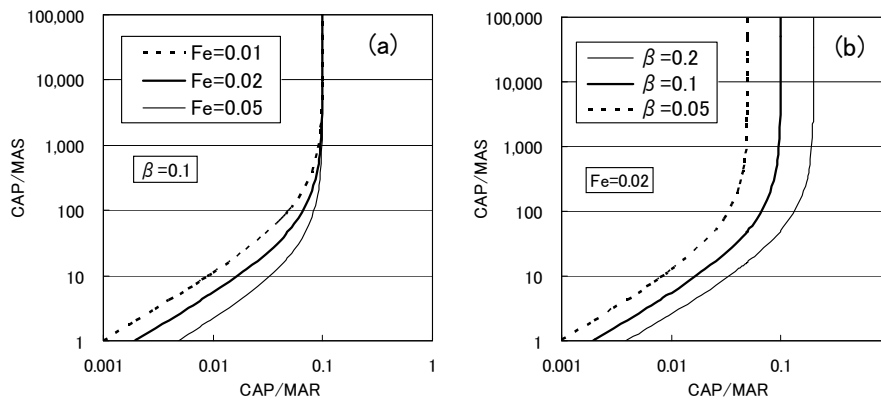 100,000
10,000
1,000
100
10
1
CAP/MAS
Fe=0.01
Fe=0.02
Fe=0.05
(a)
β=0.1
0.001 0.01 0.1 1
CAP/MAR
100,000
10,000
1,000
100
10
1
CAP/MAS
β=0.2
β=0.1
β=0.05
(b)
Fe=0.02
0.001 0.01 0.1
CAP/MAR